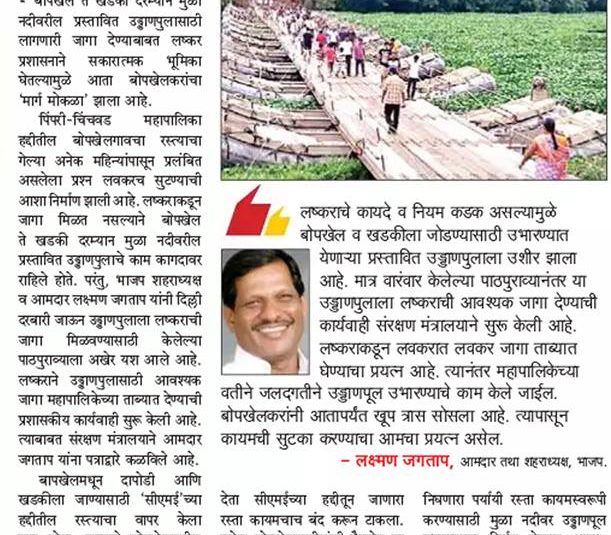 - बोपखेल ते खडकी दरम्यान मुळा
नदीवरील प्रस्तावित उड्डाणपुलासाठी
लागणारी जागा देण्याबाबत लष्कर
प्रशासनाने सकारात्मक भूमिका
घेतल्यामुळे आता बोपखेलकरांचा
‘मार्ग मोकळा’ झाला आहे.
पिंपरी-चिंचवड महापालिका
हद्दीतील बोपखेलगावचा रस्त्याचा
गेल्या अनेक महिन्यांपासून प्रलंबित
असलेला प्रश्न लवकरच सुटण्याची
आशा निर्माण झाली आहे. लष्कराकडून
जागा मिळत नसल्याने बोपखेल
ते खडकी दरम्यान मुळा नदीवरील
प्रस्तावित उड्डाणपुलाचे काम कागदावर
राहिले होते. परंतु, भाजप शहराध्यक्ष
व आमदार लक्ष्मण जगताप यांनी दिल्ली
दरबारी जाऊन उड्डाणपुलाला लष्कराची
जागा मिळवण्यासाठी केलेल्या
पाठपुराव्याला अखेर यश आले आहे.
लष्कराने उड्डाणपुलासाठी आवश्यक
जागा महापालिकेच्या ताब्यात देण्याची
प्रशासकीय कार्यवाही सुरू केली आहे.
त्याबाबत संरक्षण मंत्रालयाने आमदार
जगताप यांना पत्राद्वारे कळविले आहे.
बोपखेलमधून दापोडी आणि
खडकीला जाण्यासाठी ‘सीएमई’च्या
हद्दीतील रस्त्याचा वापर केला
लष्कराचे कायदे व नियम कडक असल्यामुळे
बोपखेल व खडकीला जोडण्यासाठी उभारण्यात
येणाऱ्या प्रस्तावित उड्डाणपुलाला उशीर झाला
आहे. मात्र वारंवार केलेल्या पाठपुराव्यानंतर या
उड्डाणपुलाला लष्कराची आवश्यक जागा देण्याची
कार्यवाही संरक्षण मंत्रालयाने सुरू केली आहे.
लष्कराकडून लवकरात लवकर जागा ताब्यात
घेण्याचा प्रयत्न आहे. त्यानंतर महापालिकेच्या
वतीने जलदगतीने उड्डाणपूल उभारण्याचे काम केले जाईल.
बोपखेलकरांनी आतापर्यंत खूप त्रास सोसला आहे. त्यापासून
कायमची सुटका करण्याचा आमचा प्रयत्न असेल.
– लक्ष्मण जगताप, आमदार तथा शहराध्यक्ष, भाजप.
देता सीएमईच्या हद्दीतून जाणारा
रस्ता कायमचाच बंद करून टाकला.
निघणारा पर्यायी रस्ता कायमस्वरूपी
करण्यासाठी मुळा नदीवर उड्डाणपूल